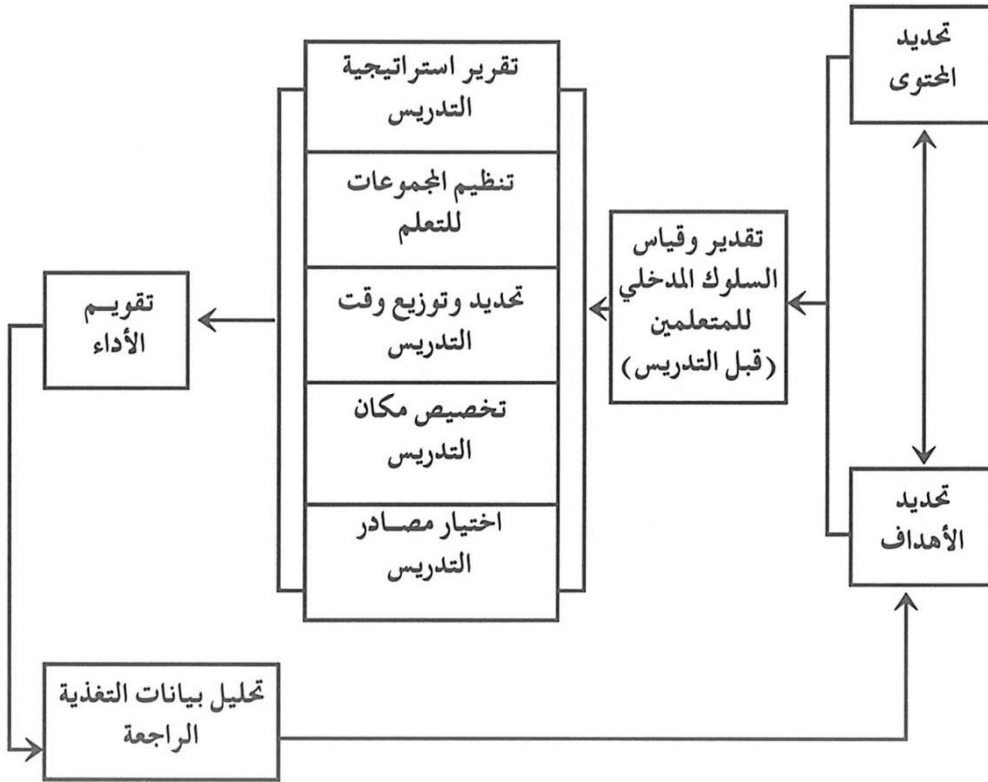 تحديد
المحتوى
تحديد
الأهداف
تقدير وقياس
السلوك المدخلي
للمتعلمين
(قبل التدريس)
تقرير استراتيجية
التدريس
تنظيم المجموعات
للتعلم
تحديد وتوزيع وقت
التدريس
تخصيص مكان
التدريس
اختيار مصادر
التدريس
تقويم
الأداء
تحليل بيانات التغذية
الراجعة